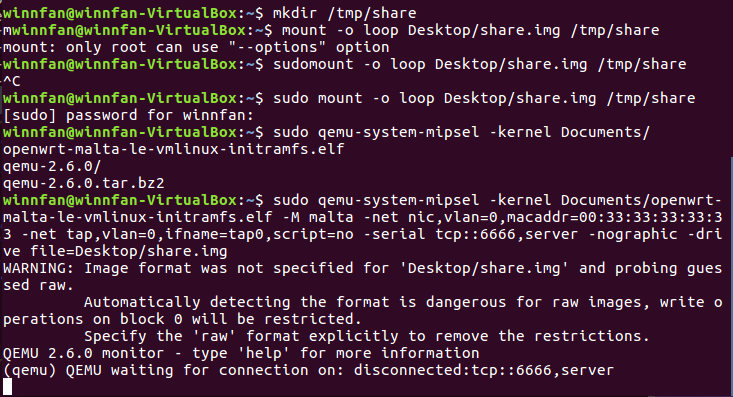 winnfan@winnfan-VirtualBox:~$ mkdir /tmp/share
mwinnfan@winnfan-VirtualBox:~$ mount -o loop Desktop/share.img /tmp/share
mount: only root can use "--options" option
winnfan@winnfan-VirtualBox:~$ sudomount -o loop Desktop/share.img /tmp/share
^C
winnfan@winnfan-VirtualBox:~$ sudo mount -o loop Desktop/share.img /tmp/share
[sudo] password for winnfan:
winnfan@winnfan-VirtualBox:~$ sudo qemu-system-mipsel -kernel Documents/
openwrt-malta-le-vmlinux-initramfs.elf
qemu-2.6.0/
qemu-2.6.0.tar.bz2
winnfan@winnfan-VirtualBox:~$ sudo qemu-system-mipsel -kernel Documents/openwrt-
malta-le-vmlinux-initramfs.elf -M malta -net nic,vlan=0,macaddr=00:33:33:33:33:3
3 -net tap,vlan=0,ifname=tap0,script=no -serial tcp::6666,server -nographic -dri
ve file=Desktop/share.img
WARNING: Image format was not specified for 'Desktop/share.img' and probing gues
sed raw.
         Automatically detecting the format is dangerous for raw images, write o
perations on block 0 will be restricted.
         Specify the 'raw' format explicitly to remove the restrictions.
QEMU 2.6.0 monitor - type 'help' for more information
(qemu) QEMU waiting for connection on: disconnected:tcp::6666,server